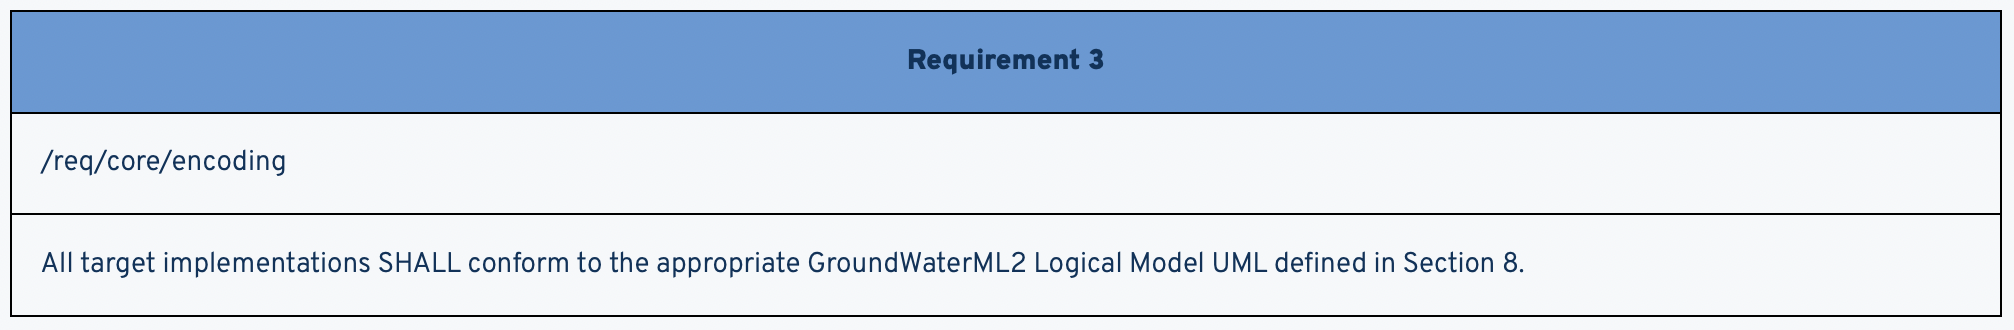 Requirement 3
/req/core/encoding
All target implementations SHALL conform to the appropriate GroundWaterML2 Logical Model UML defined in Section 8.